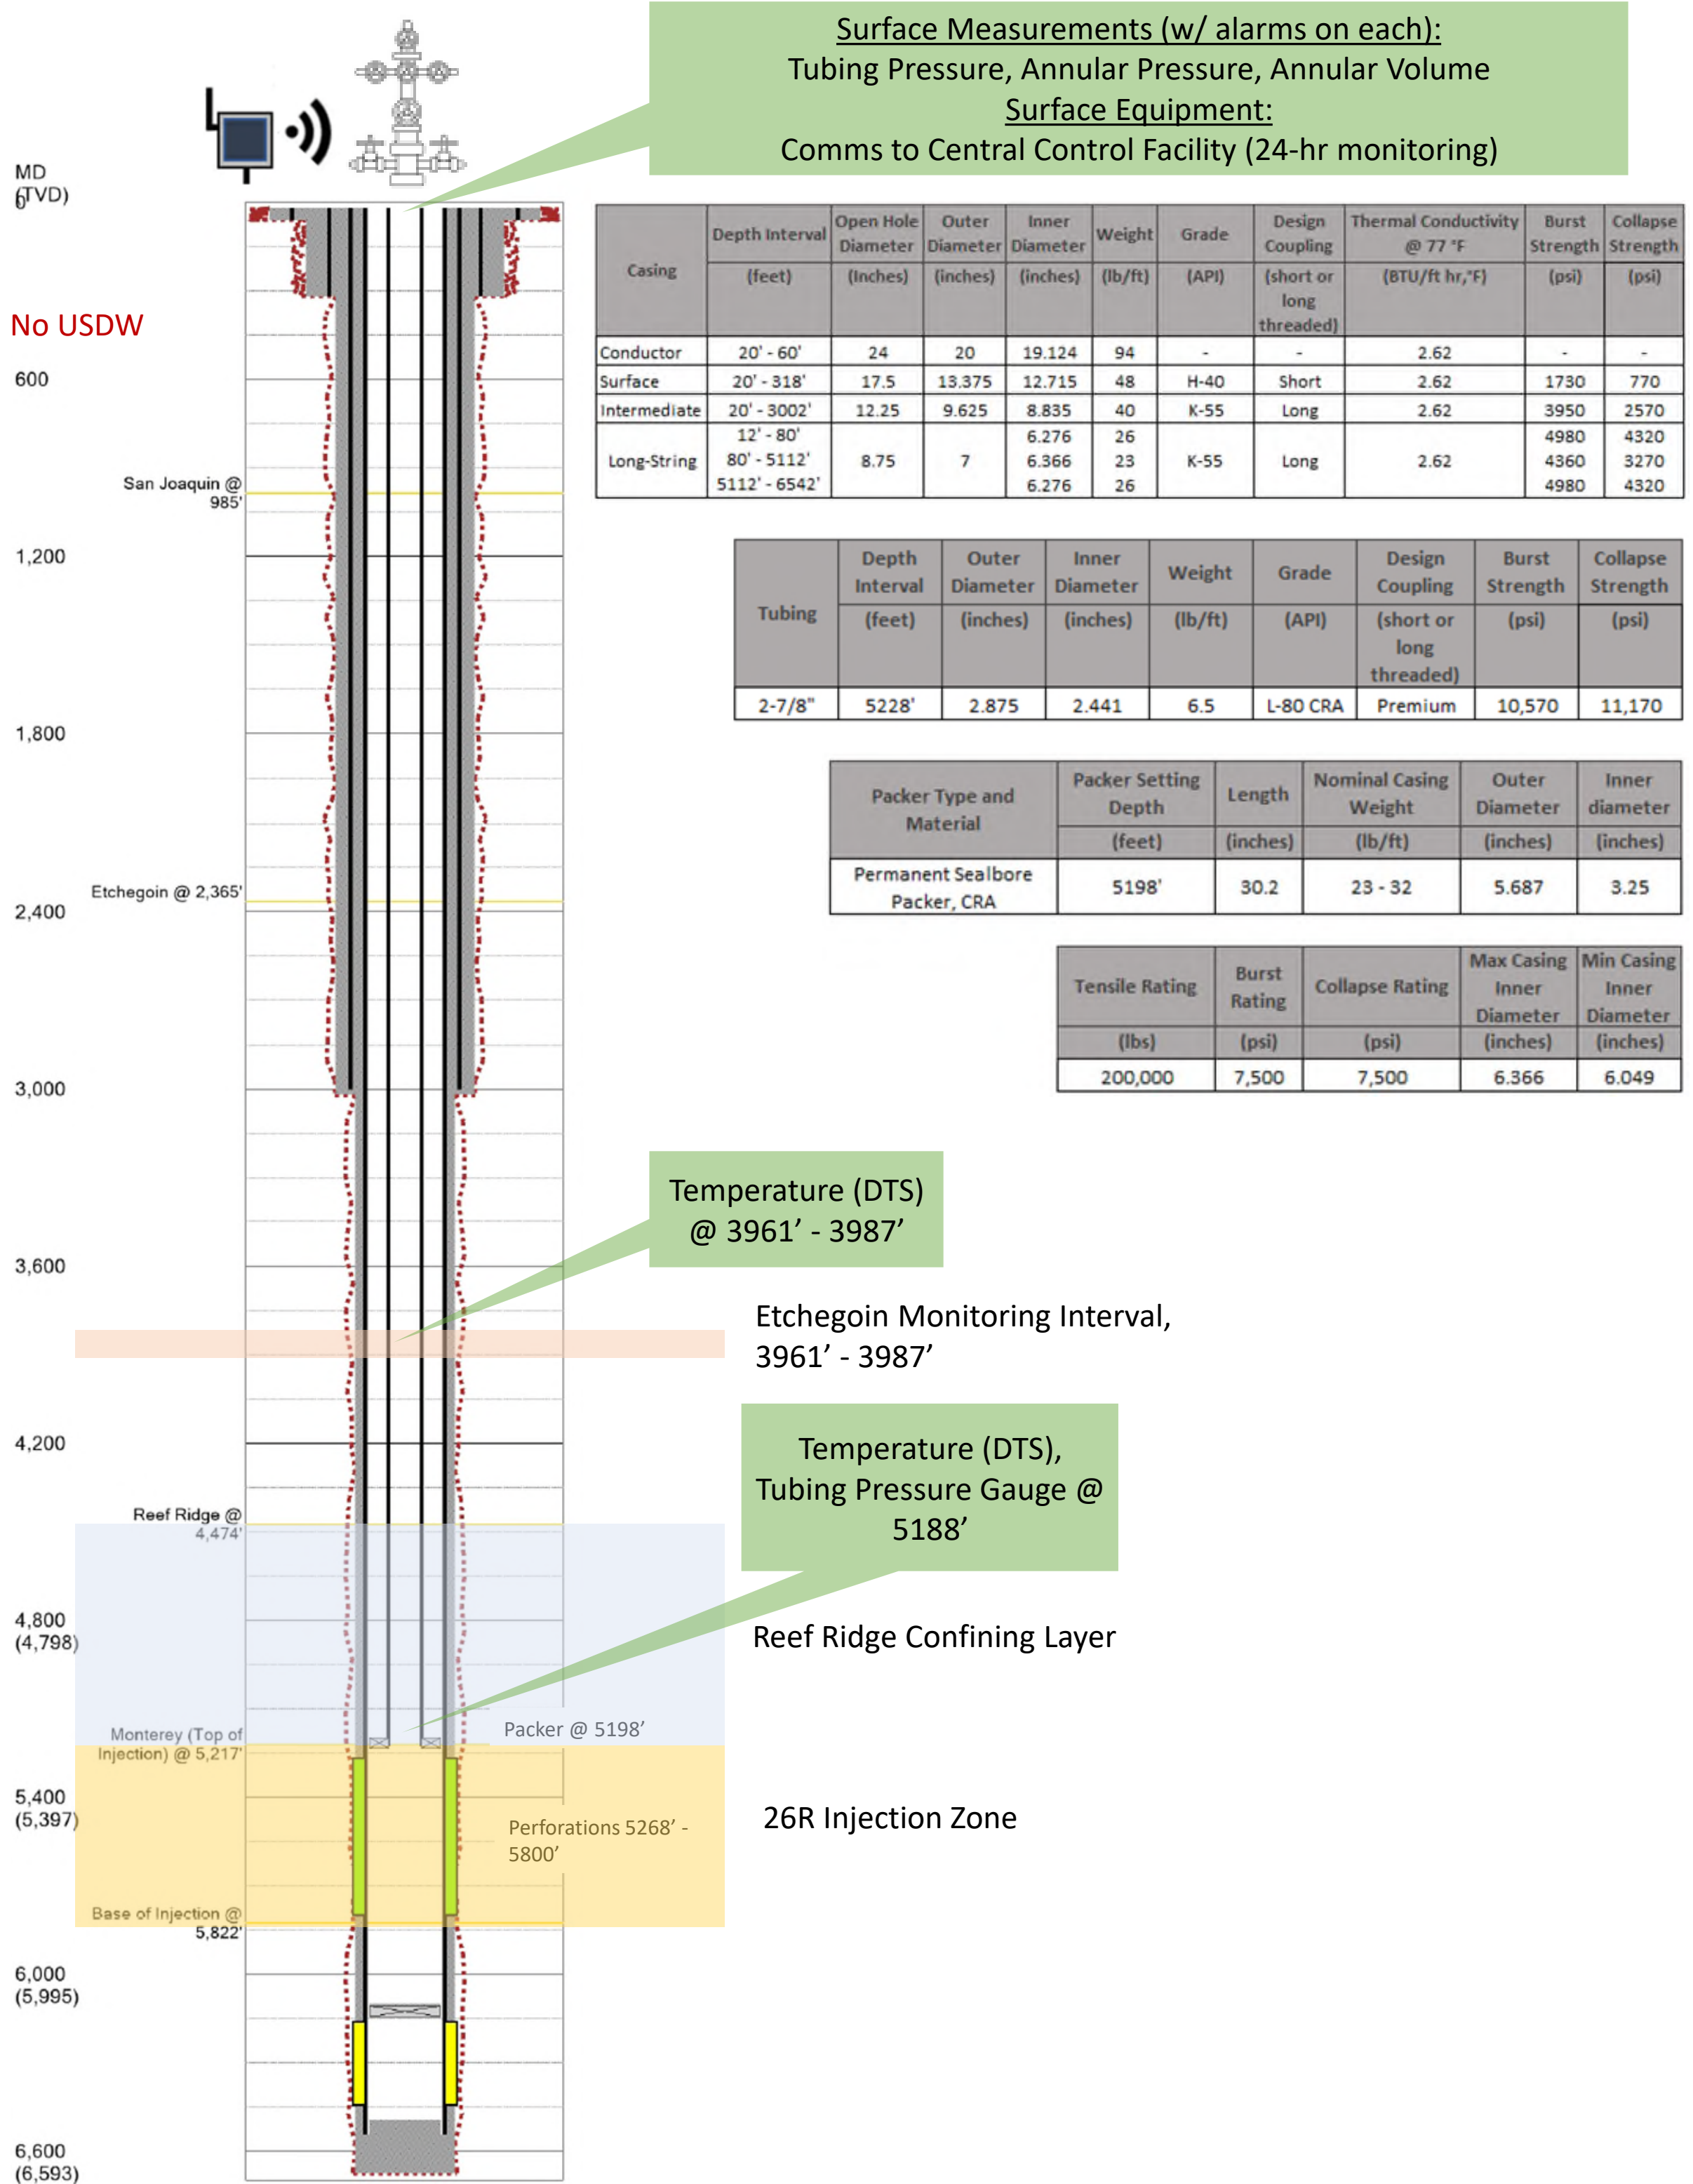 Surface Measurements (w/ alarms on each):
Tubing Pressure, Annular Pressure, Annular Volume
Surface Equipment:
Comms to Central Control Facility (24-hr monitoring)
MD
(TVD)
0
No USDW
600
San Joaquin @
985'
1,200
1,800
Etchegoin @ 2,365'
2,400
3,000
3,600
4,200
Reef Ridge @
4,474'
4,800
(4,798)
Monterey (Top of
Injection) @ 5,217'
5,400
(5,397)
Base of Injection @
5,822'
6,000
(5,995)
6,600
(6,593)
Casing Depth Interval Open Hole Diameter Outer Diameter Inner Diameter Weight Grade Design Coupling Thermal Conductivity @ 77 °F Burst Strength Collapse Strength
(feet) (Inches) (inches) (inches) (lb/ft) (API) (short or long threaded) (BTU/ft hr,°F) (psi) (psi)
Conductor 20' - 60' 24 20 19.124 94 - - 2.62 - -
Surface 20' - 318' 17.5 13.375 12.715 48 H-40 Short 2.62 1730 770
Intermediate 20' - 3002' 12.25 9.625 8.835 40 K-55 Long 2.62 3950 2570
12' - 80' 6.276 26 4980 4320
Long-String 80' - 5112' 8.75 7 6.366 23 K-55 Long 2.62 4360 3270
5112' - 6542' 6.276 26 4980 4320
Tubing Depth Interval Outer Diameter Inner Diameter Weight Grade Design Coupling Burst Strength Collapse Strength
(feet) (inches) (inches) (lb/ft) (API) (short or long threaded) (psi) (psi)
2-7/8" 5228' 2.875 2.441 6.5 L-80 CRA Premium 10,570 11,170
Packer Type and Material Packer Setting Depth Length Nominal Casing Weight Outer Diameter Inner diameter
(feet) (inches) (lb/ft) (inches) (inches)
Permanent Sealbore Packer, CRA 5198' 30.2 23 - 32 5.687 3.25
Tensile Rating Burst Rating Collapse Rating Max Casing Inner Diameter Min Casing Inner Diameter
(lbs) (psi) (psi) (inches) (inches)
200,000 7,500 7,500 6.366 6.049
Temperature (DTS)
@ 3961’ - 3987’
Etchegoin Monitoring Interval,
3961’ - 3987’
Temperature (DTS),
Tubing Pressure Gauge @
5188’
Reef Ridge Confining Layer
Packer @ 5198’
26R Injection Zone
Perforations 5268’ -
5800’